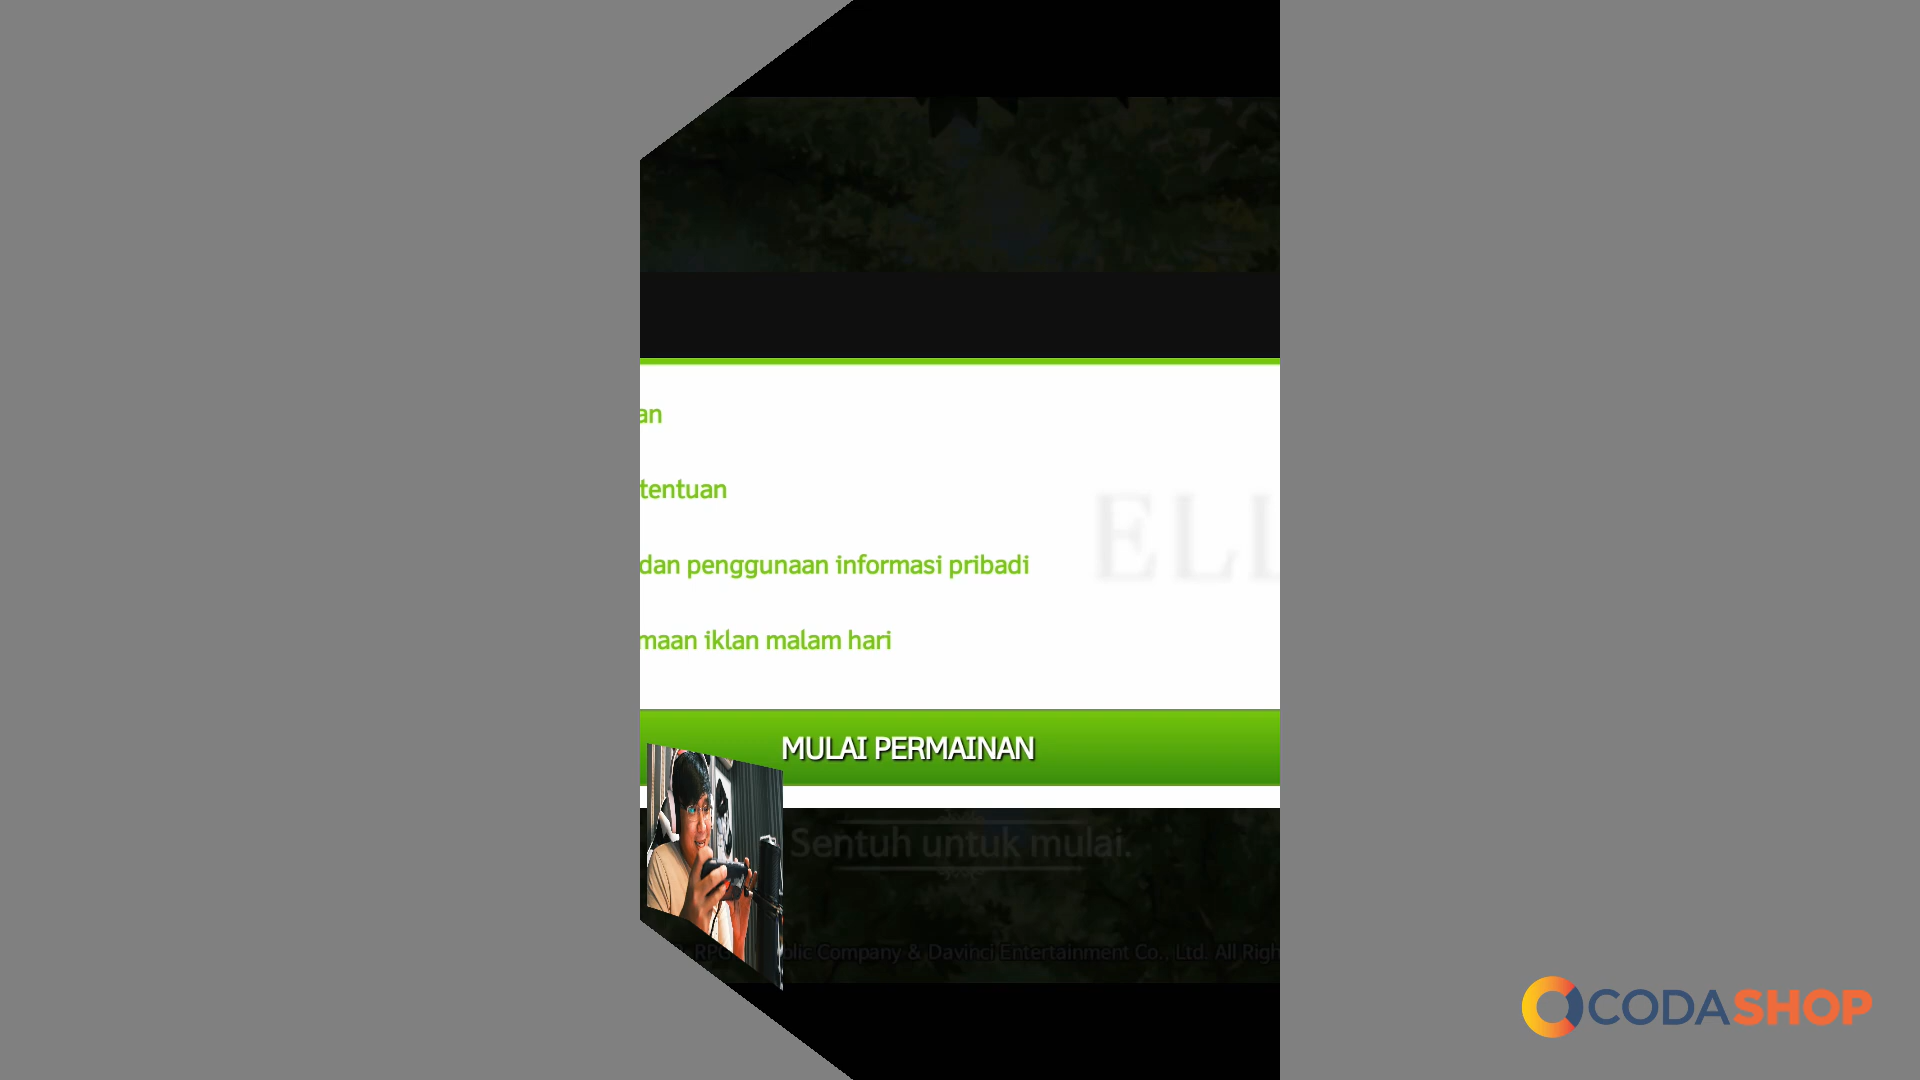 an
tentuan
dan penggunaan informasi pribadi
ELL
maan iklan malam hari
MULAI PERMAINAN
Sentuh untuk mulai.
Company & Davinci Entertainment Co., Ltd. All Righ
CODASHOP